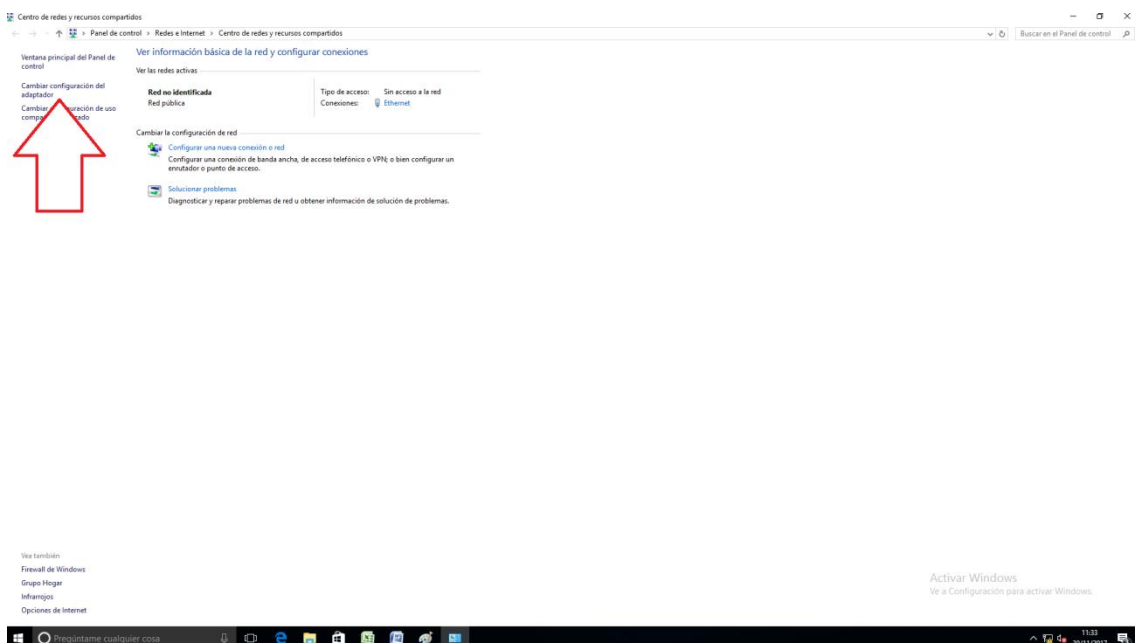 Centro de redes y recursos compartidos
Panel de control > Redes e Internet > Centro de redes y recursos compartidos
Buscar en el Panel de control
Ventana principal del Panel de
control
Cambiar configuración del
adaptador
Cambiar
uración de uso
Ver información básica de la red y configurar conexiones
Ver las redes activas
Red no identificada
Red pública
Tipo de acceso: Sin acceso a la red
Conexiones: Ethernet
Cambiar la configuración de red
Configurar una nueva conexión o red
Configurar una conexión de banda ancha, de acceso telefónico o VPN; o bien configurar un
enrutador o punto de acceso.
Solucionar problemas
Diagnosticar y reparar problemas de red u obtener información de solución de problemas.
Vea también
Firewall de Windows
Grupo Hogar
Infrarrojos
Opciones de Internet
Activar Windows
Ve a Configuración para activar Windows.
Pregúntame cualquier cosa
11:33